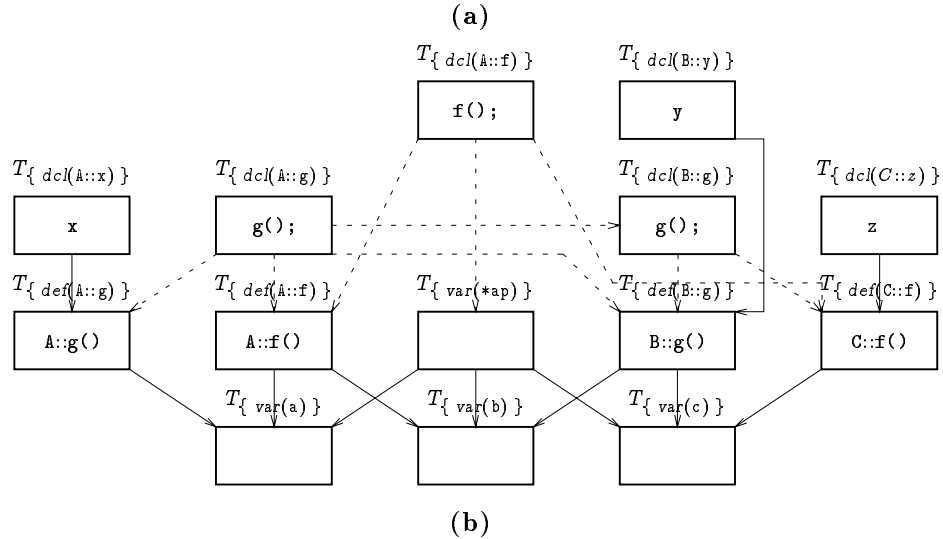 (a)
T{ dcl(A::f) } T{ dcl(B::y) }
f(); y
T{ dcl(A::x) } T{ dcl(A::g) } T{ dcl(B::g) } T{ dcl(C::z) }
x g(); g(); z
T{ def(A::g) } T{ def(A::f) } T{ var(*ap) } T{ def(B::g) } T{ def(C::f) }
A::g() A::f() B::g() C::f()
T{ var(a) } T{ var(b) } T{ var(c) }
(b)